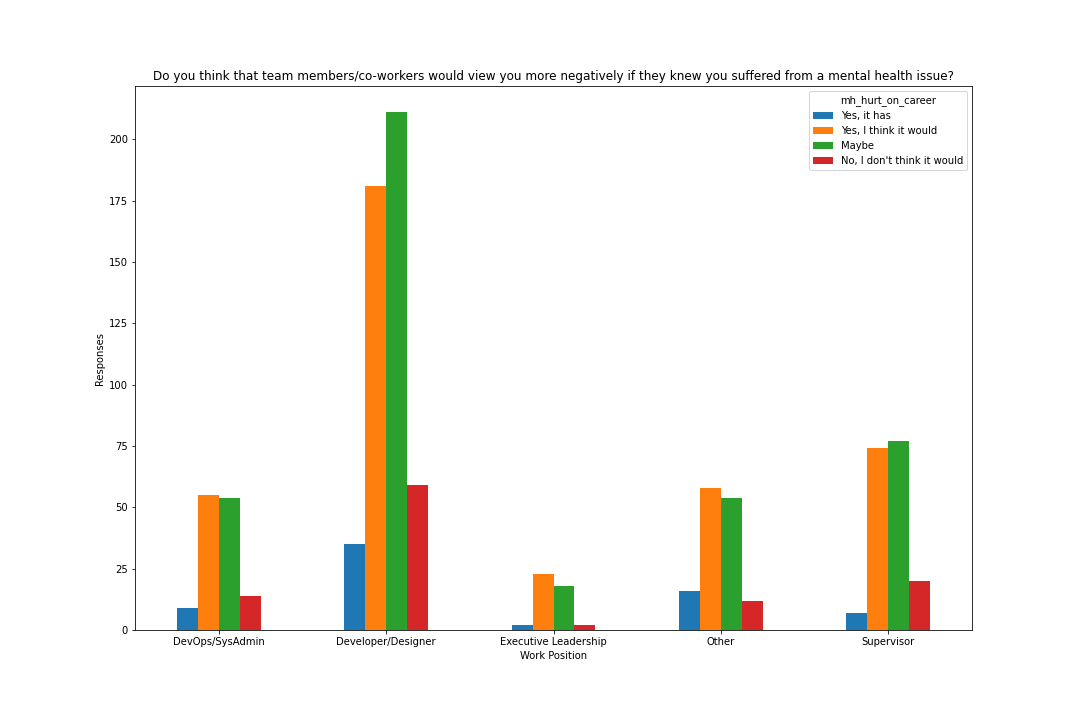 Do you think that team members/co-workers would view you more negatively if they knew you suffered from a mental health issue?
mh_hurt_on_career
Yes, it has
Yes, I think it would
Maybe
No, I don't think it would
200
175
150
125
100
75
50
25
0
Responses
DevOps/SysAdmin
Developer/Designer
Executive Leadership
Other
Supervisor
Work Position